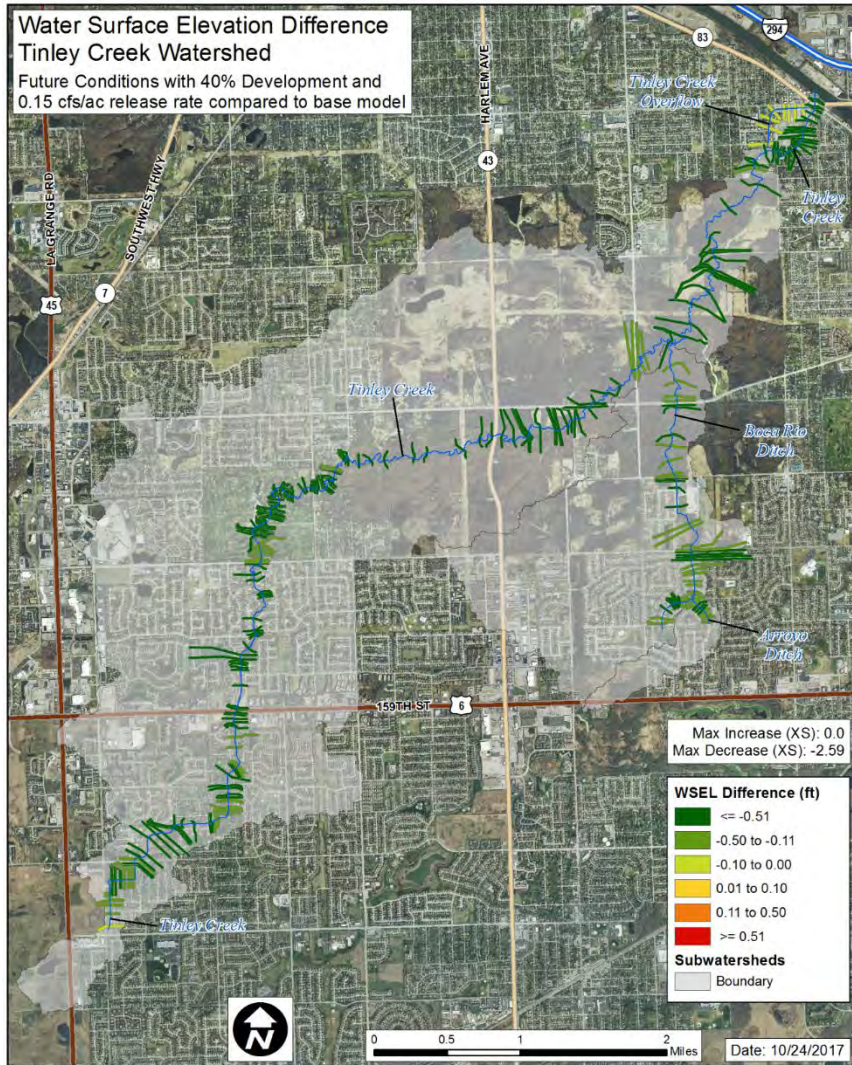 Water Surface Elevation Difference
Tinley Creek Watershed
Future Conditions with 40% Development and
0.15 cfs/ac release rate compared to base model
294
83
HARLEM AVE
Tinley Creek
Overflow
43
SOUTHWEST HWY
LA GRANGE RD
Tinley
Creek
7
45
Tinley Creek
Boca Rio
Ditch
Arroyo
Ditch
159TH ST
6
Max Increase (XS): 0.0
Max Decrease (XS): -2.59
WSEL Difference (ft)
<= -0.51
-0.50 to -0.11
-0.10 to 0.00
0.01 to 0.10
0.11 to 0.50
>= 0.51
Subwatersheds
Boundary
Tinley Creek
N
0 0.5 1 2
Miles
Date: 10/24/2017